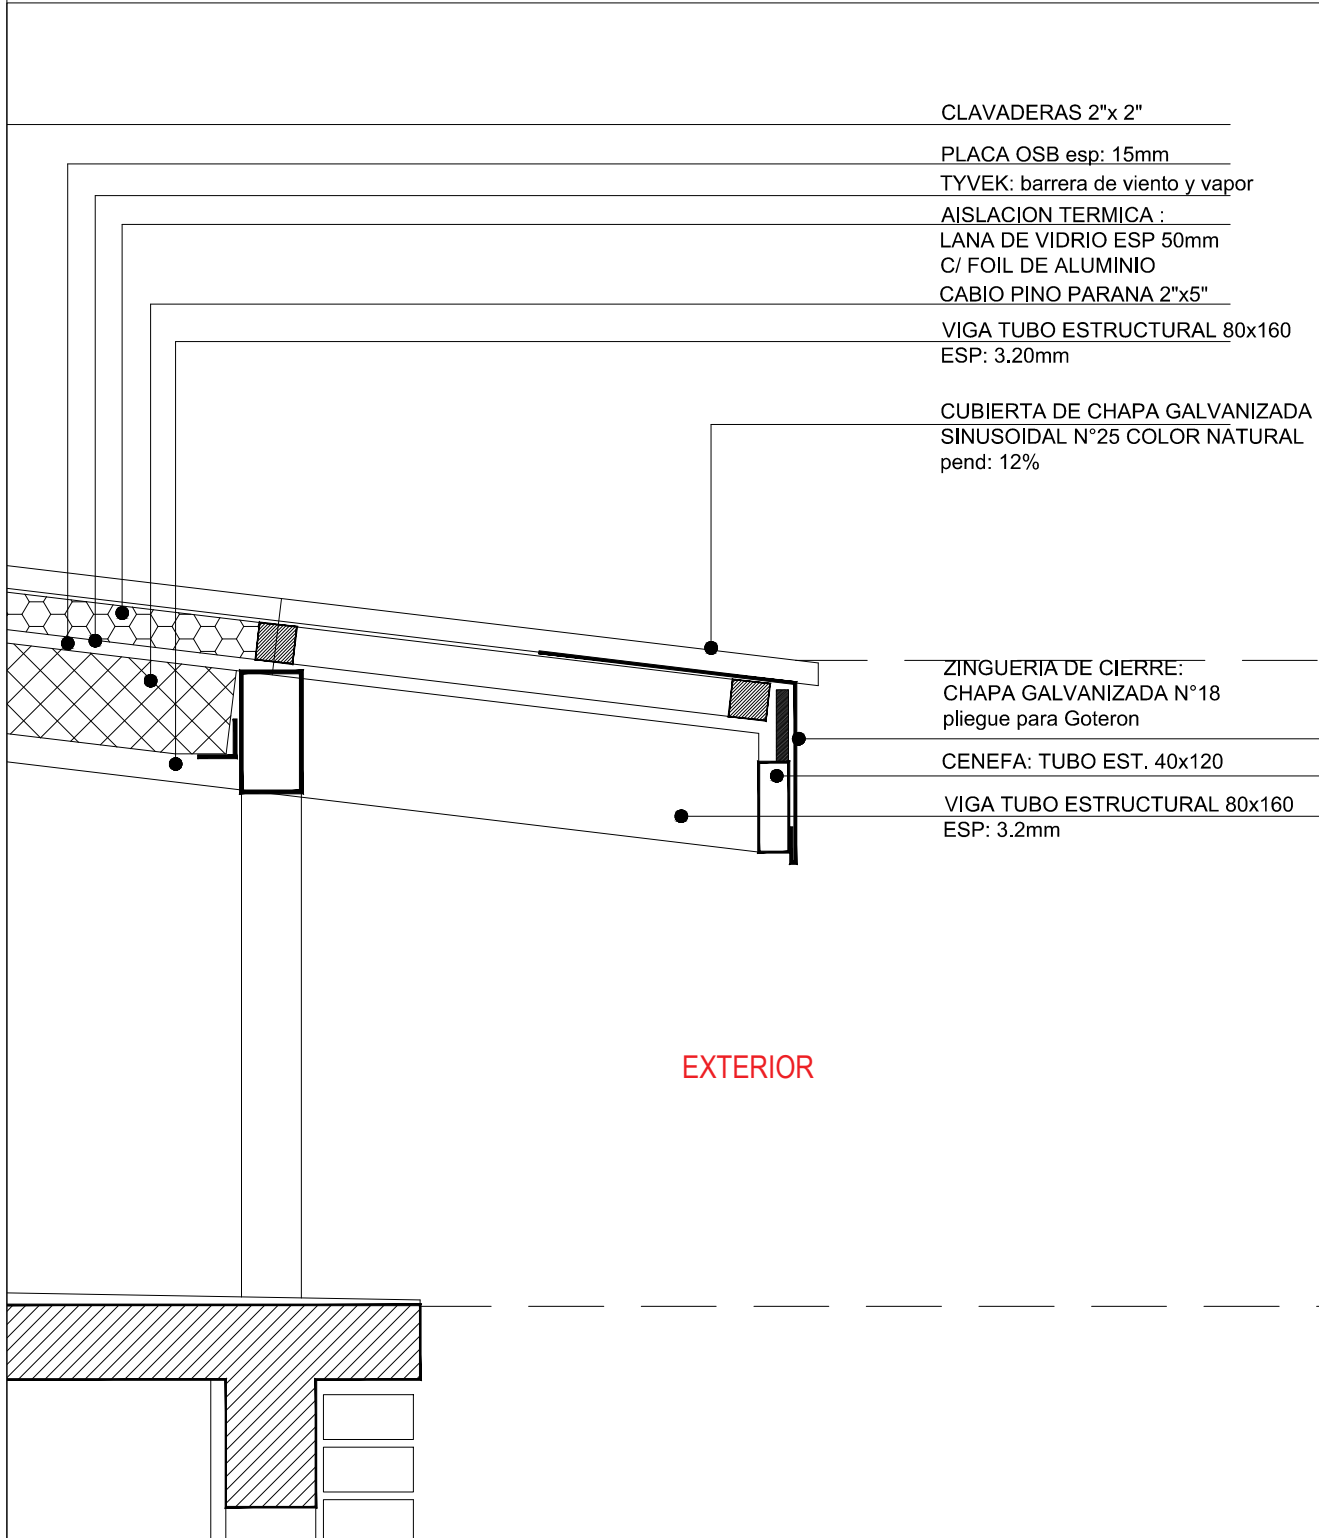 CLAVADERAS 2"x 2"
PLACA OSB esp: 15mm
TYVEK: barrera de viento y vapor
AISLACION TERMICA :
LANA DE VIDRIO ESP 50mm
C/ FOIL DE ALUMINIO
CABIO PINO PARANA 2"x5"
VIGA TUBO ESTRUCTURAL 80x160
ESP: 3.20mm
CUBIERTA DE CHAPA GALVANIZADA
SINUSOIDAL N°25 COLOR NATURAL
pend: 12%
ZINGUERIA DE CIERRE:
CHAPA GALVANIZADA N°18
pliegue para Goteron
CENEFA: TUBO EST. 40x120
VIGA TUBO ESTRUCTURAL 80x160
ESP: 3.2mm
EXTERIOR